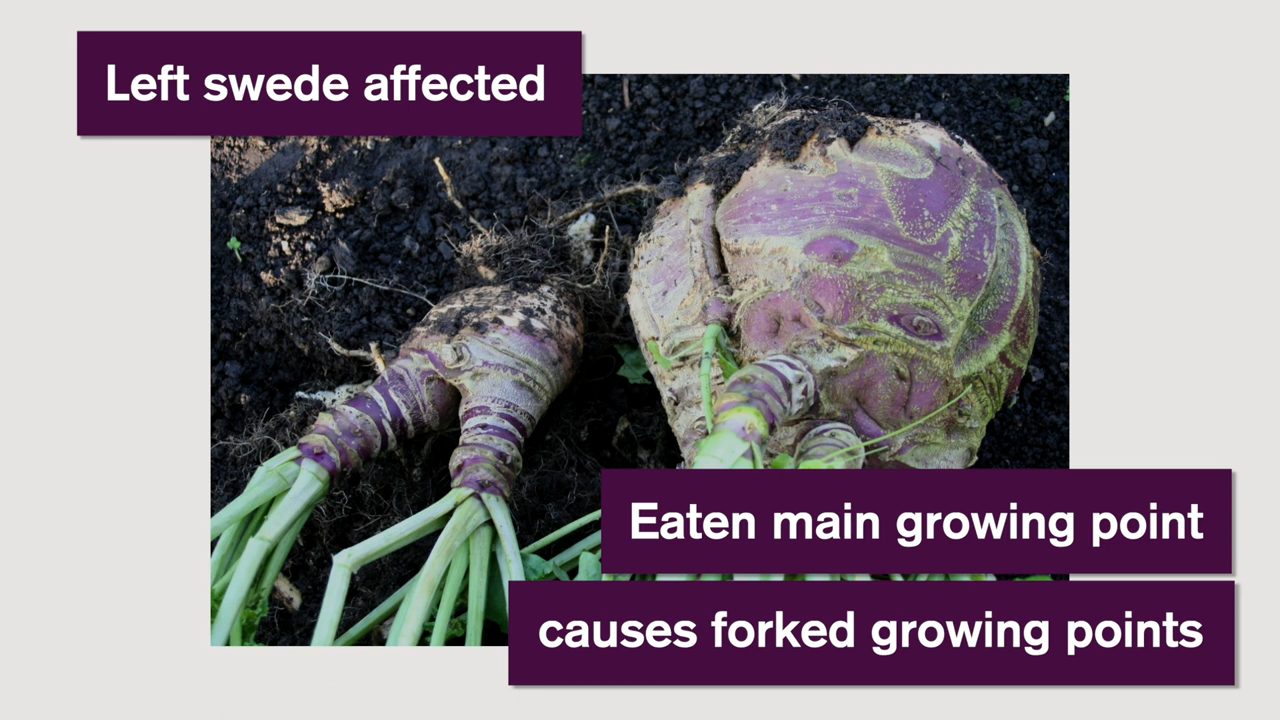 Left swede affected
Eaten main growing point
causes forked growing points